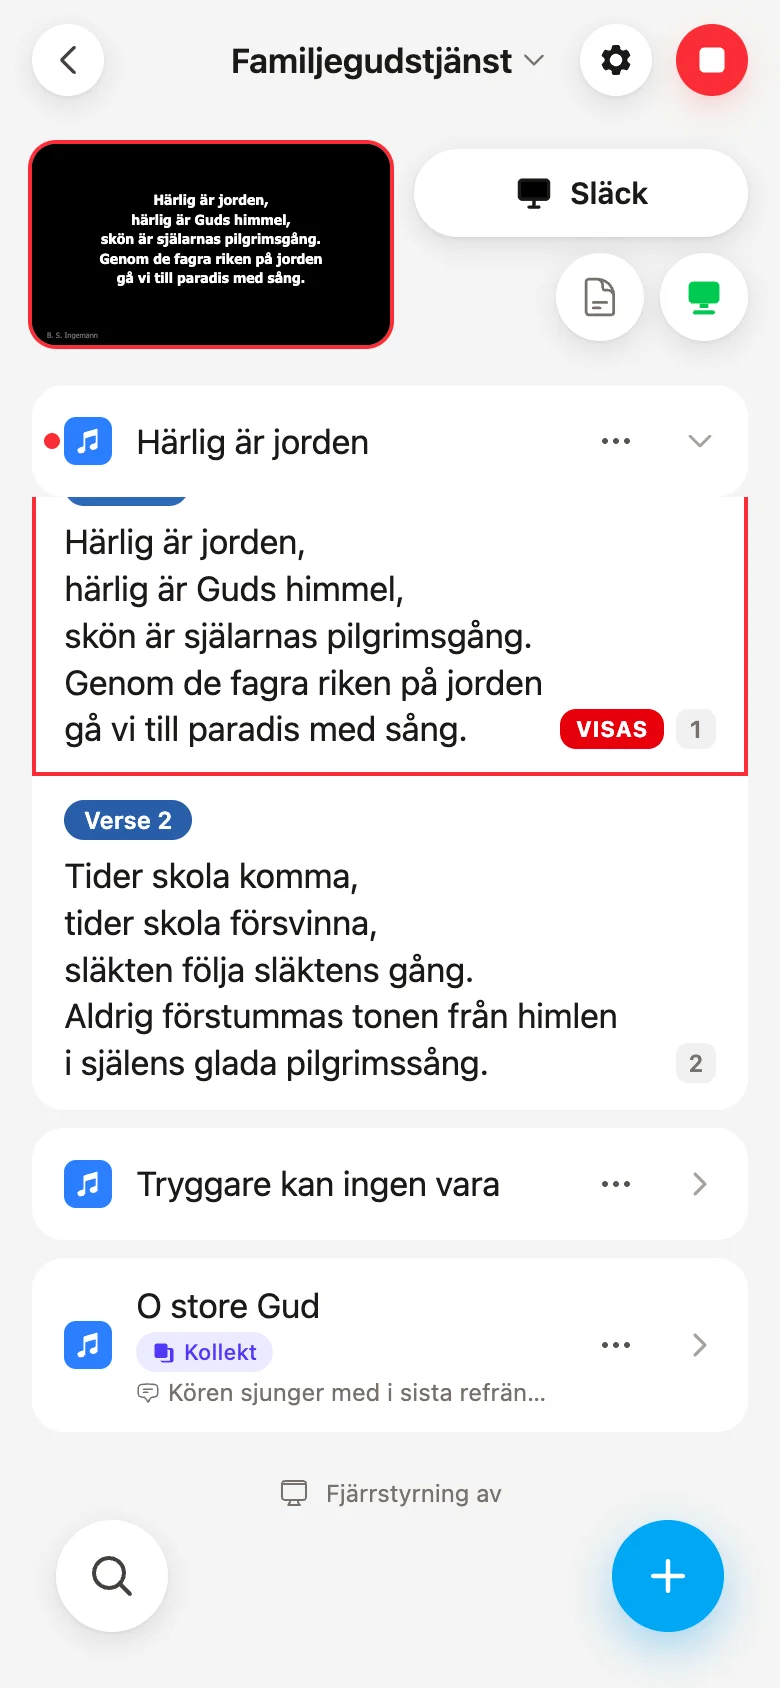 Familjegudstjänst
Härlig är jorden,
härlig är Guds himmel,
skön är själarnas pilgrimsgång.
Genom de fagra riken på jorden
gå vi till paradis med sång.
B. S. Ingemann
Släck
Härlig är jorden
Härlig är jorden,
härlig är Guds himmel,
skön är själarnas pilgrimsgång.
Genom de fagra riken på jorden
gå vi till paradis med sång.
VISAS 1
Verse 2
Tider skola komma,
tider skola försvinna,
släkten följa släktens gång.
Aldrig förstummas tonen från himlen
i själens glada pilgrimssång.
2
Tryggare kan ingen vara
O store Gud
Kollekt
Kören sjunger med i sista refrän...
Fjärrstyrning av